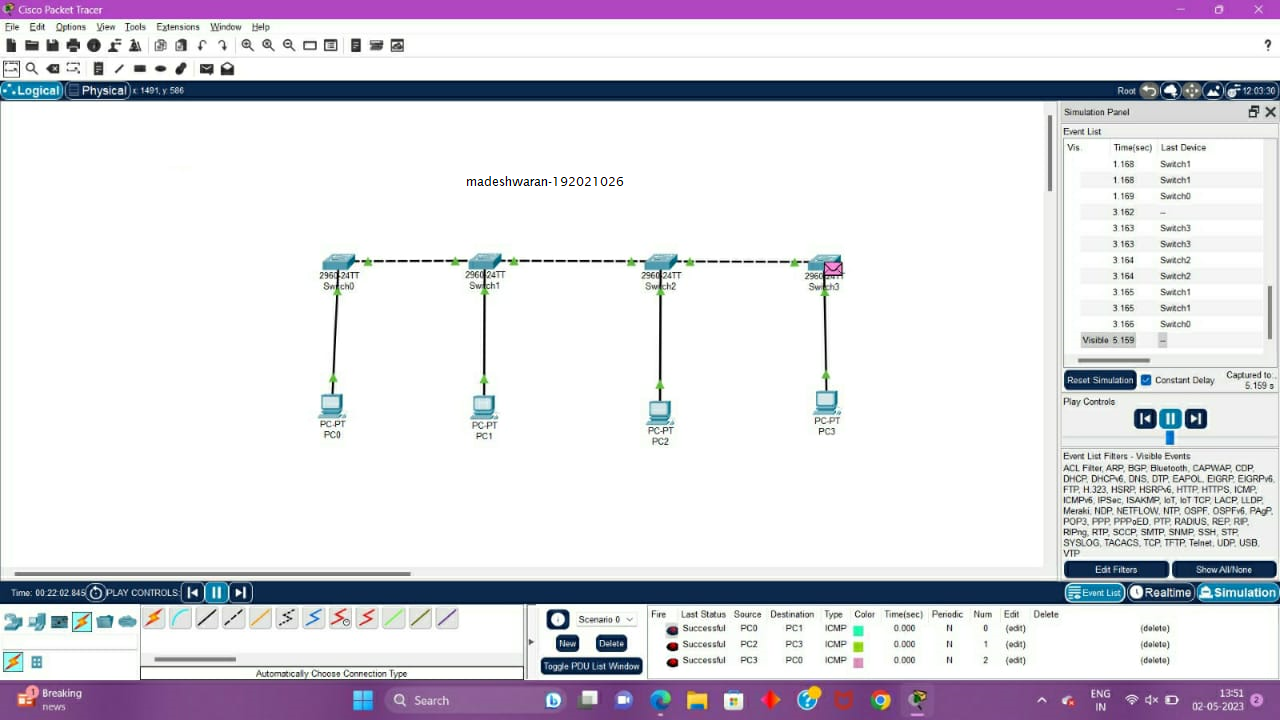 Cisco Packet Tracer
File Edit Options View Tools Extensions Window Help
?
Logical Physical x: 1491, y: 586 Root 12:03:30
madeshwaran-192021026
2960-24TT
Switch0
2960-24TT
Switch1
2960-24TT
Switch2
2960-24TT
Switch3
PC-PT
PC0
PC-PT
PC1
PC-PT
PC2
PC-PT
PC3
Simulation Panel
Event List
Vis. Time(sec) Last Device
1.168 Switch1
1.168 Switch1
1.169 Switch0
3.162 --
3.163 Switch3
3.163 Switch3
3.164 Switch2
3.164 Switch2
3.165 Switch1
3.165 Switch1
3.166 Switch0
Visible 5.159 --
Reset Simulation Constant Delay Captured to:
5.159 s
Play Controls
Event List Filters - Visible Events
ACL Filter, ARP, BGP, Bluetooth, CAPWAP, CDP,
DHCP, DHCPv6, DNS, DTP, EAPOL, EIGRP, EIGRPv6,
FTP, H.323, HSRP, HSRPv6, HTTP, HTTPS, ICMP,
ICMPv6, IPSec, ISAKMP, IoT, IoT TCP, LACP, LLDP,
Meraki, NDP, NETFLOW, NTP, OSPF, OSPFv6, PAgP,
POP3, PPP, PPPoED, PTP, RADIUS, REP, RIP,
RIPng, RTP, SCCP, SMTP, SNMP, SSH, STP,
SYSLOG, TACACS, TCP, TFTP, Telnet, UDP, USB,
VTP
Edit Filters Show All/None
Time: 00:22:02.845 PLAY CONTROLS: Event List Realtime Simulation
Automatically Choose Connection Type
Scenario 0
New Delete
Toggle PDU List Window
Fire Last Status Source Destination Type Color Time(sec) Periodic Num Edit Delete
Successful PC0 PC1 ICMP 0.000 N 0 (edit) (delete)
Successful PC2 PC3 ICMP 0.000 N 1 (edit) (delete)
Successful PC3 PC0 ICMP 0.000 N 2 (edit) (delete)
1
Breaking
news
Search
ENG
IN
13:51
02-05-2023
2